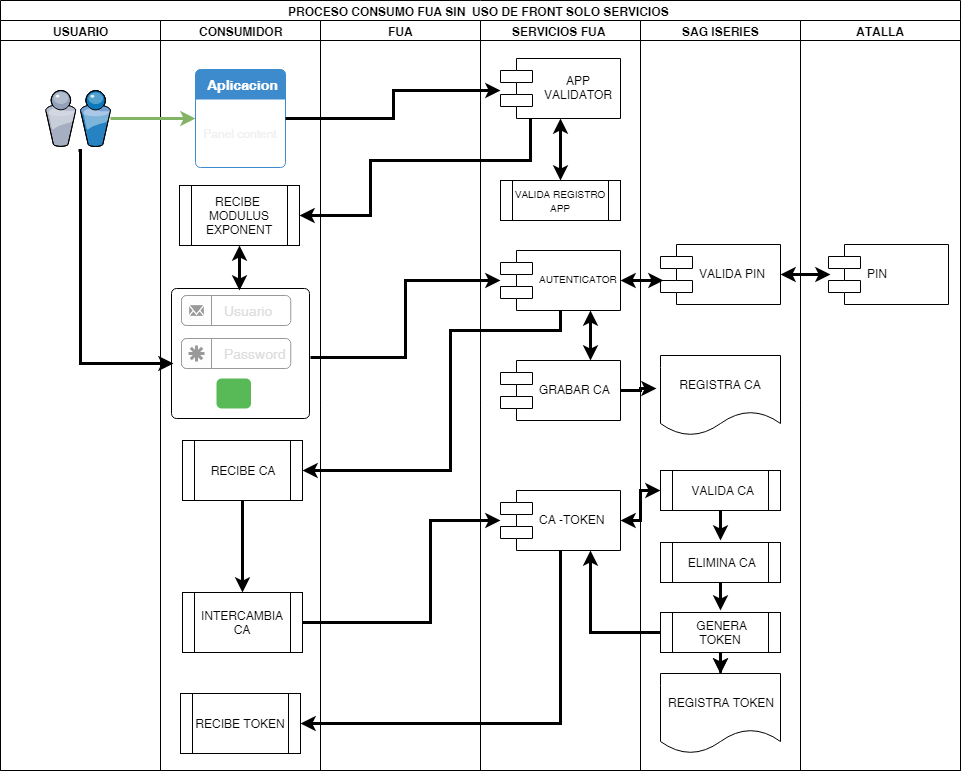 PROCESO CONSUMO FUA SIN USO DE FRONT SOLO SERVICIOS
USUARIO
CONSUMIDOR
FUA
SERVICIOS FUA
SAG ISERIES
ATALLA
Aplicacion
Panel content
APP
VALIDATOR
VALIDA REGISTRO
APP
RECIBE
MODULUS
EXPONENT
AUTENTICATOR
VALIDA PIN
PIN
Usuario
Password
GRABAR CA
REGISTRA CA
RECIBE CA
CA -TOKEN
VALIDA CA
ELIMINA CA
INTERCAMBIA
CA
GENERA
TOKEN
RECIBE TOKEN
REGISTRA TOKEN